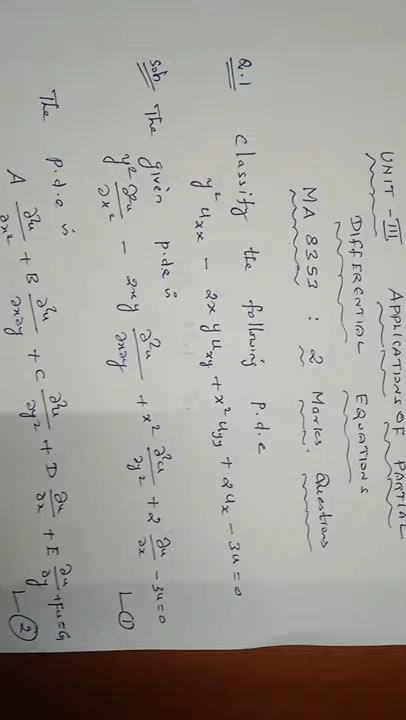 UNIT - III APPLICATIONS OF PARTIAL
DIFFERENTIAL EQUATIONS
MA 8353 : 2 Marks Questions
Q.1 Classify the following p.d.e
y² uxx - 2xy uxy + x² uyy + 2ux - 3u = 0
Soln The given p.d.e is
y² ∂²u/∂x² - 2xy ∂²u/∂x∂y + x² ∂²u/∂y² + 2 ∂u/∂x - 3u = 0 ①
The p.d.e is
A ∂²u/∂x² + B ∂²u/∂x∂y + C ∂²u/∂y² + D ∂u/∂x + E ∂u/∂y + Fu = G ②